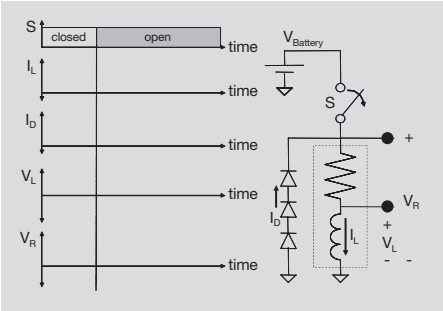 S
closed open
time
I_L
time
I_D
time
V_L
time
V_R
time
V_Battery
S
+
V_R
I_D
I_L
+
V_L
- -